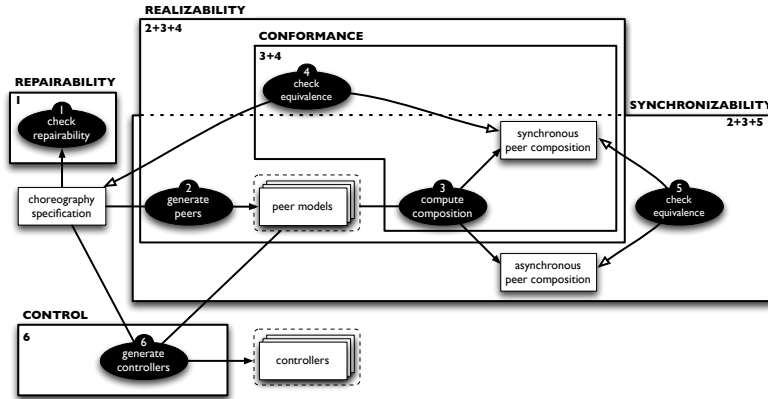 REALIZABILITY
2+3+4
CONFORMANCE
3+4
4
check
equivalence
REPAIRABILITY
1
1
check
repairability
SYNCHRONIZABILITY
2+3+5
synchronous
peer composition
choreography
specification
2
generate
peers
peer models
3
compute
composition
5
check
equivalence
asynchronous
peer composition
CONTROL
6
6
generate
controllers
controllers